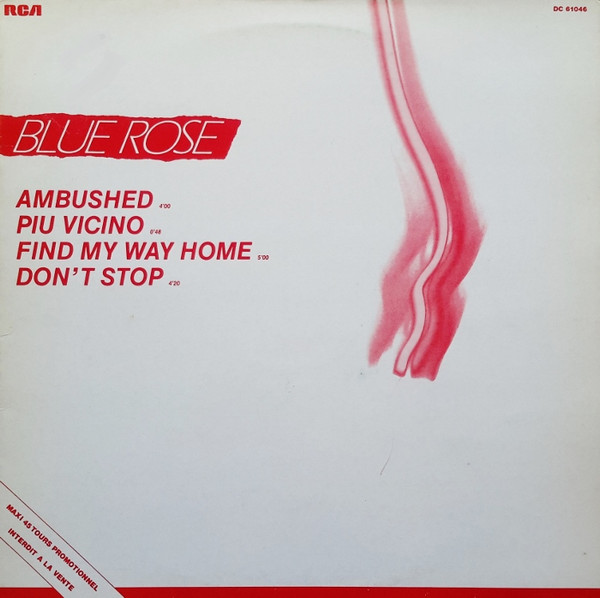 RCA
DC 61046
BLUE ROSE
AMBUSHED 4'00
PIU VICINO 5'48
FIND MY WAY HOME 5'00
DON'T STOP 4'20
MAXI 45 TOURS PROMOTIONNEL
INTERDIT A LA VENTE